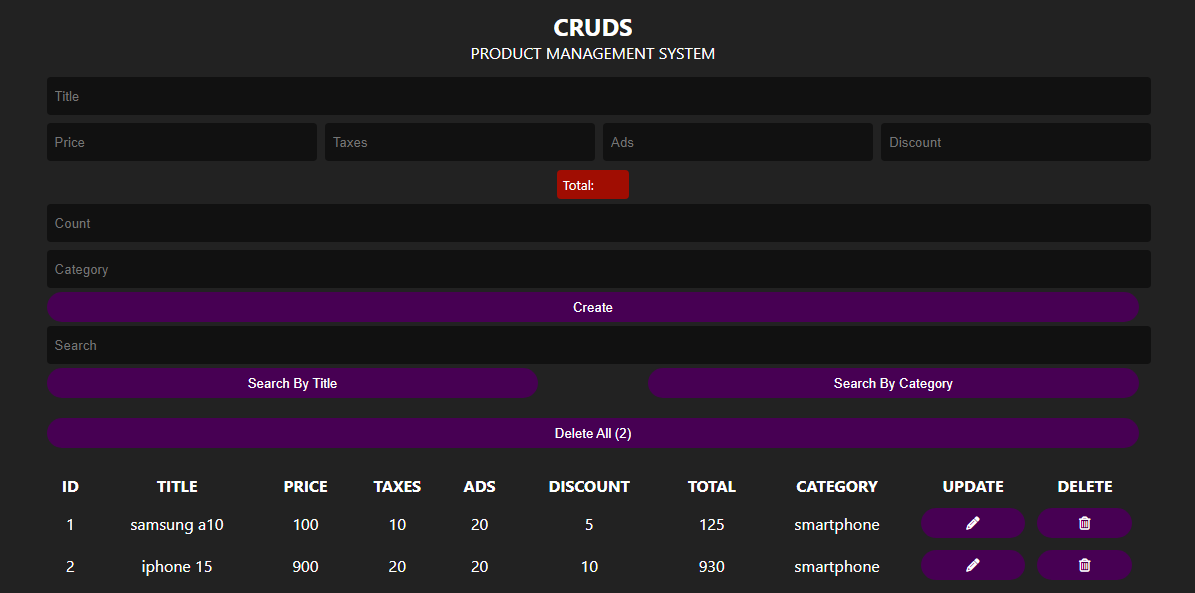 CRUDS
PRODUCT MANAGEMENT SYSTEM
Title
Price Taxes Ads Discount
Total:
Count
Category
Create
Search
Search By Title Search By Category
Delete All (2)
ID TITLE PRICE TAXES ADS DISCOUNT TOTAL CATEGORY UPDATE DELETE
1 samsung a10 100 10 20 5 125 smartphone
2 iphone 15 900 20 20 10 930 smartphone